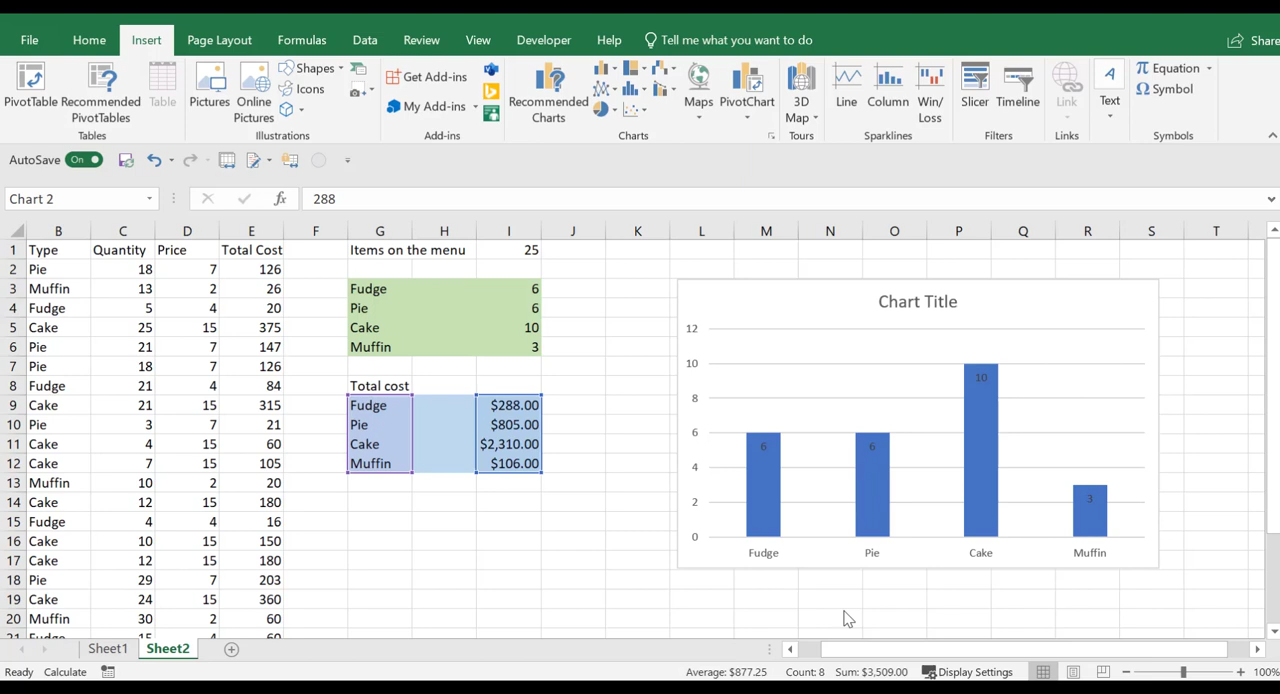 File Home Insert Page Layout Formulas Data Review View Developer Help Tell me what you want to do Share
PivotTable Recommended PivotTables Table
Tables
Pictures Online Pictures Shapes Icons
Illustrations
Get Add-ins
My Add-ins
Add-ins
Recommended Charts Maps PivotChart
Charts
3D Map
Tours
Line Column Win/Loss
Sparklines
Slicer Timeline
Filters
Link
Links
A
Text
Equation
Symbol
Symbols
AutoSave On
Chart 2 fx 288
B C D E F G H I J K L M N O P Q R S T
1 Type Quantity Price Total Cost Items on the menu 25
2 Pie 18 7 126
3 Muffin 13 2 26 Fudge 6
4 Fudge 5 4 20 Pie 6
5 Cake 25 15 375 Cake 10
6 Pie 21 7 147 Muffin 3
7 Pie 18 7 126
8 Fudge 21 4 84 Total cost
9 Cake 21 15 315 Fudge $288.00
10 Pie 3 7 21 Pie $805.00
11 Cake 4 15 60 Cake $2,310.00
12 Cake 7 15 105 Muffin $106.00
13 Muffin 10 2 20
14 Cake 12 15 180
15 Fudge 4 4 16
16 Cake 10 15 150
17 Cake 12 15 180
18 Pie 29 7 203
19 Cake 24 15 360
20 Muffin 30 2 60
21 Fudge 15 4 60
Chart Title
12
10
8
6
4
2
0
6 6 10 3
Fudge Pie Cake Muffin
Sheet1 Sheet2
Ready Calculate Average: $877.25 Count: 8 Sum: $3,509.00 Display Settings 100%